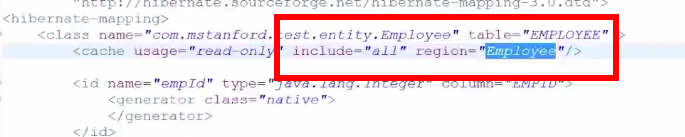 "http://hibernate.sourceforge.net/hibernate-mapping-3.0.dtd">
<hibernate-mapping>
<class name="com.mstanford.test.entity.Employee" table="EMPLOYEE" >
<cache usage="read-only" include="all" region="Employee"/>
<id name="empId" type="java.lang.Integer" column="EMPID">
<generator class="native">
</generator>
</id>